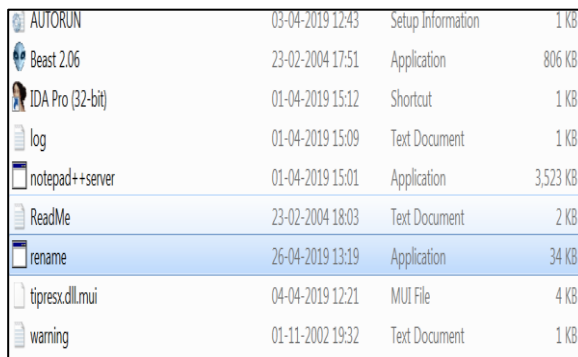 AUTORUN 03-04-2019 12:43 Setup Information 1 KB
Beast 2.06 23-02-2004 17:51 Application 806 KB
IDA Pro (32-bit) 01-04-2019 15:12 Shortcut 1 KB
log 01-04-2019 15:09 Text Document 1 KB
notepad++server 01-04-2019 15:01 Application 3,523 KB
ReadMe 23-02-2004 18:03 Text Document 2 KB
rename 26-04-2019 13:19 Application 34 KB
tipresx.dll.mui 04-04-2019 12:21 MUI File 4 KB
warning 01-11-2002 19:32 Text Document 1 KB